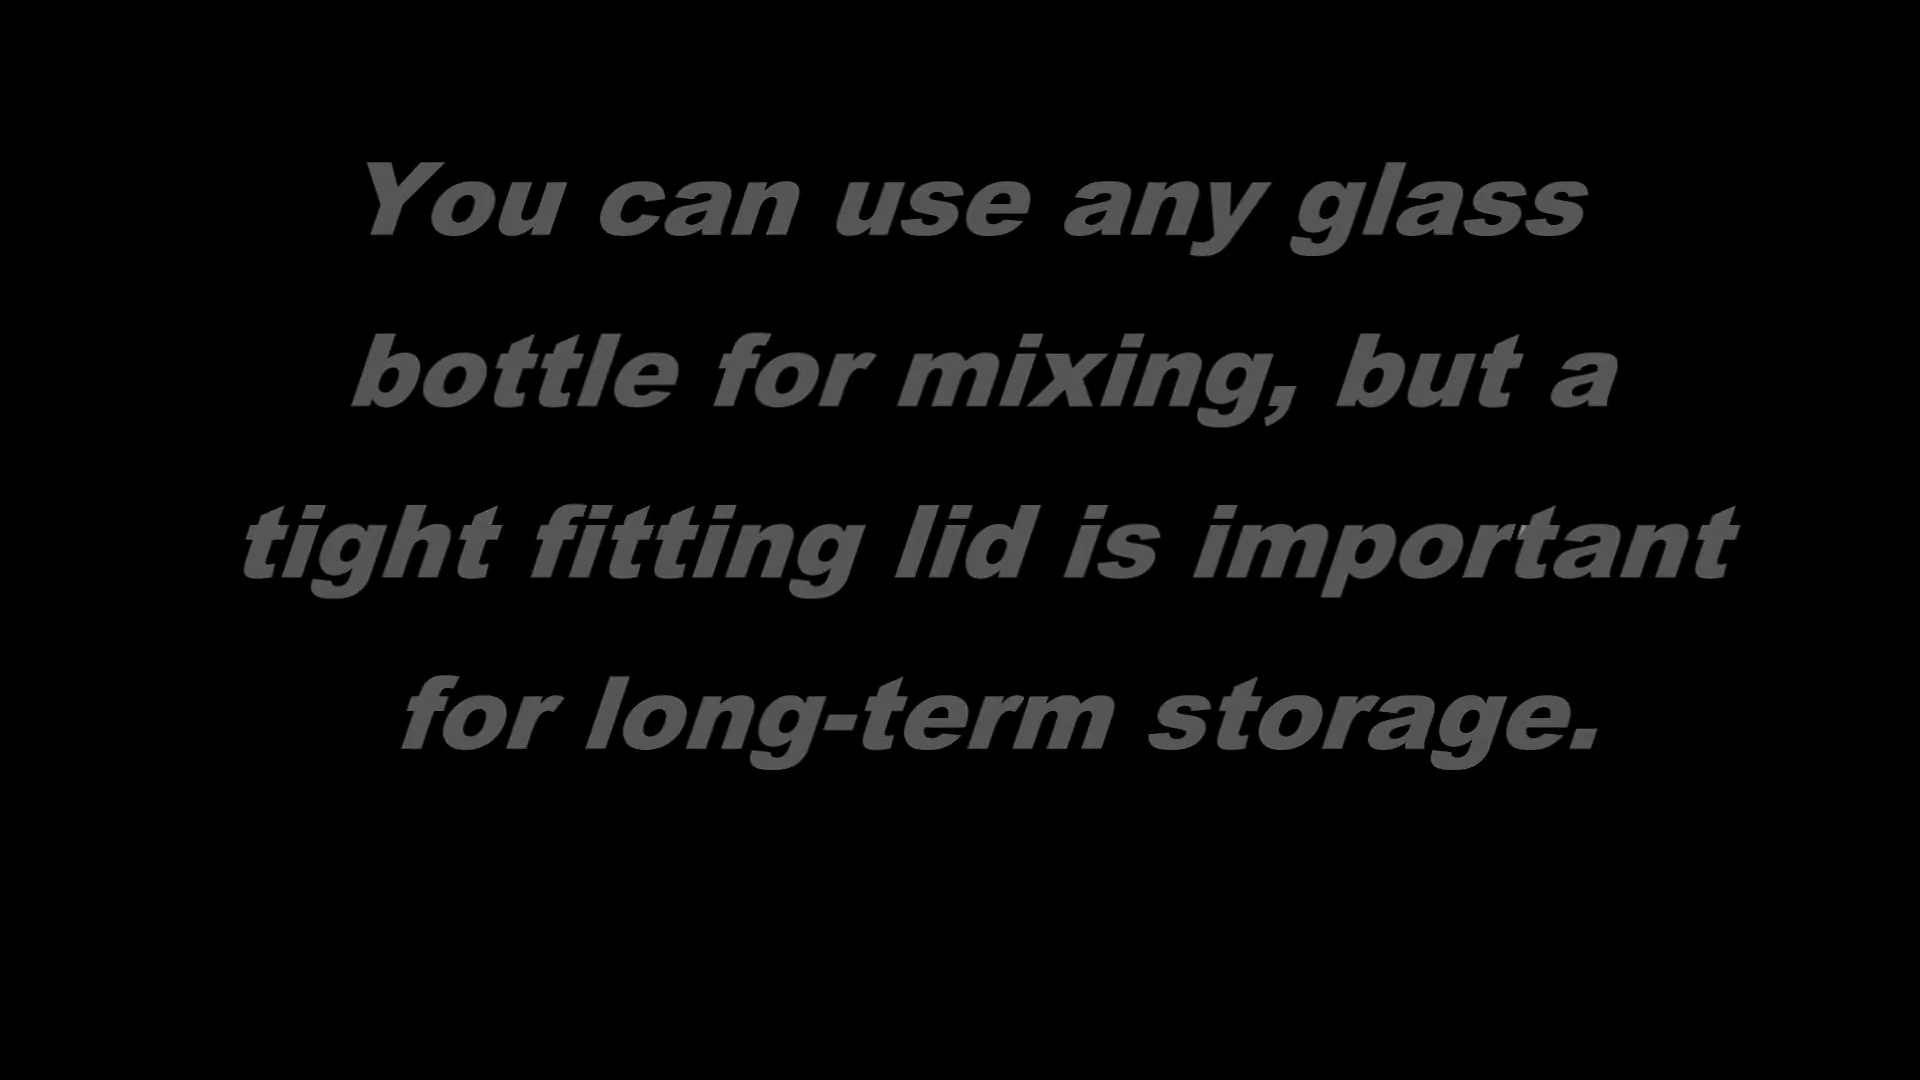 You can use any glass
bottle for mixing, but a
tight fitting lid is important
for long-term storage.